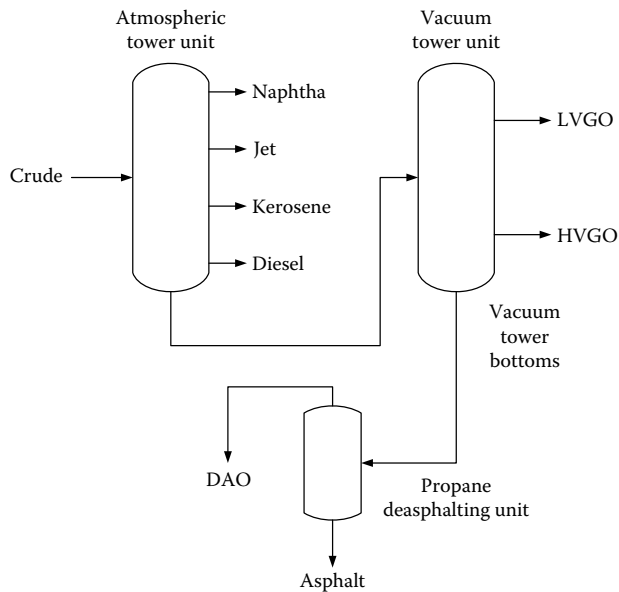 Atmospheric
tower unit
Vacuum
tower unit
Naphtha
LVGO
Jet
Crude
Kerosene
HVGO
Diesel
Vacuum
tower
bottoms
DAO
Propane
deasphalting unit
Asphalt